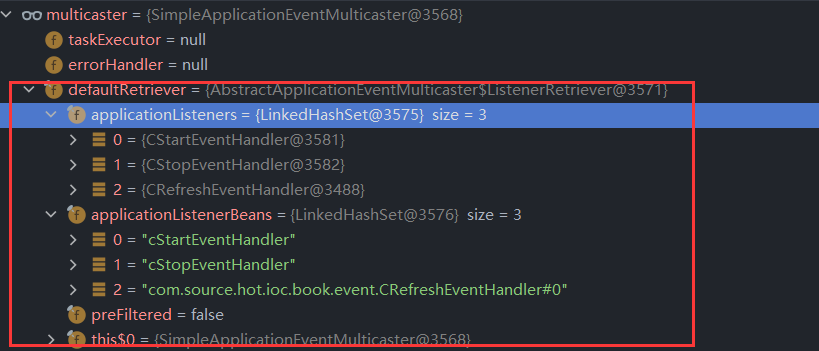 multicaster = {SimpleApplicationEventMulticaster@3568}
f taskExecutor = null
f errorHandler = null
f defaultRetriever = {AbstractApplicationEventMulticaster$ListenerRetriever@3571}
f applicationListeners = {LinkedHashSet@3575} size = 3
0 = {CStartEventHandler@3581}
1 = {CStopEventHandler@3582}
2 = {CRefreshEventHandler@3488}
f applicationListenerBeans = {LinkedHashSet@3576} size = 3
0 = "cStartEventHandler"
1 = "cStopEventHandler"
2 = "com.source.hot.ioc.book.event.CRefreshEventHandler#0"
f preFiltered = false
f this$0 = {SimpleApplicationEventMulticaster@3568}